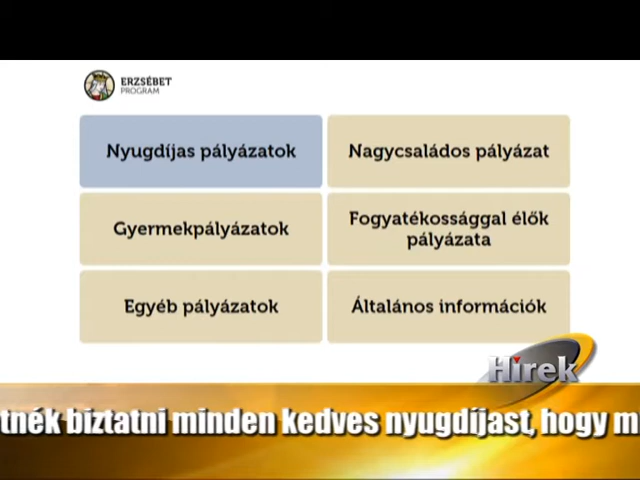 ERZSÉBET
PROGRAM
Nyugdíjas pályázatok
Nagycsaládos pályázat
Gyermekpályázatok
Fogyatékossággal élők
pályázata
Egyéb pályázatok
Általános információk
Hírek
biztatni minden kedves nyugdíjast, hogy